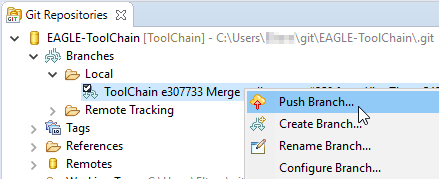 Git Repositories
EAGLE-ToolChain [ToolChain] - C:\Users\ \git\EAGLE-ToolChain\.git
Branches
Local
ToolChain e307733 Merge
Push Branch...
Remote Tracking
Create Branch...
Tags
Rename Branch...
References
Configure Branch...
Remotes